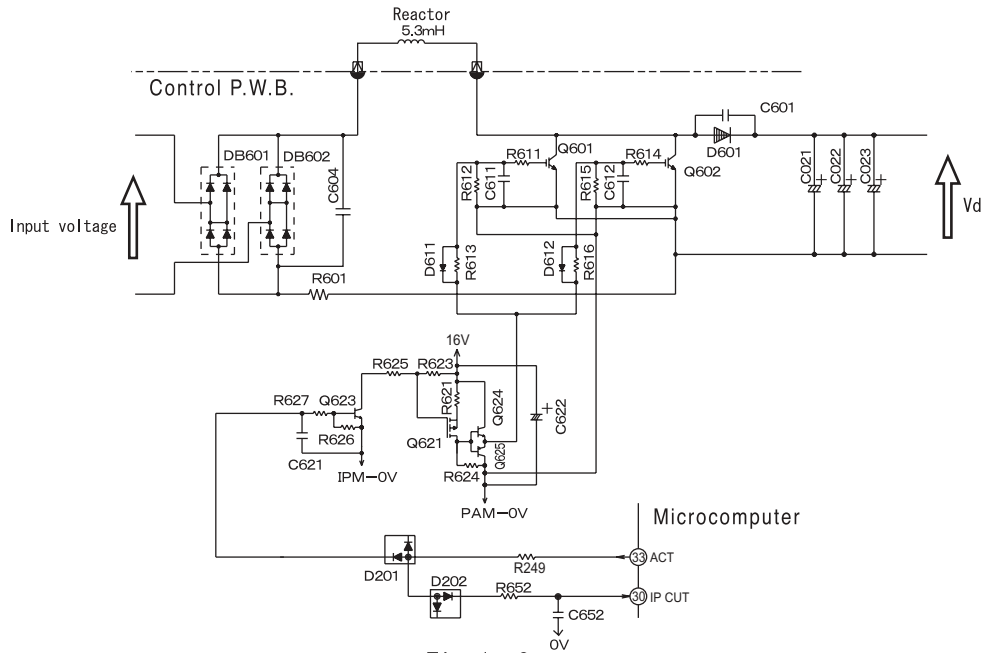 Reactor
5.3mH
Control P.W.B.
C601
DB601
DB602
C604
R611
Q601
R614
D601
Q602
R612
C611
R615
C612
C021
C022
C023
Input voltage
Vd
D611
R613
D612
R616
R601
16V
R625
R623
R621
Q624
C622
R627
Q623
R626
Q621
Q625
C621
R624
IPM-0V
PAM-0V
Microcomputer
33 ACT
D201
R249
D202
R652
30 IP CUT
C652
0V